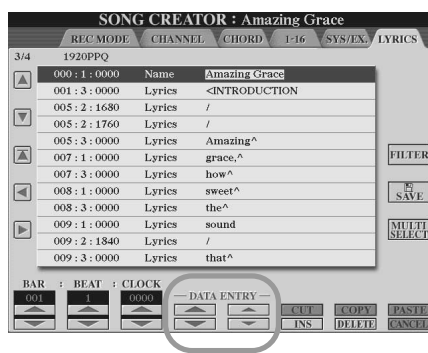 SONG CREATOR : Amazing Grace
REC MODE CHANNEL CHORD 1-16 SYS/EX. LYRICS
3/4 1920PPQ
000 : 1 : 0000 Name Amazing Grace
001 : 3 : 0000 Lyrics <INTRODUCTION
005 : 2 : 1680 Lyrics /
005 : 2 : 1760 Lyrics /
005 : 3 : 0000 Lyrics Amazing^
007 : 1 : 0000 Lyrics grace,^
007 : 3 : 0000 Lyrics how^
008 : 1 : 0000 Lyrics sweet^
008 : 3 : 0000 Lyrics the^
009 : 1 : 0000 Lyrics sound
009 : 2 : 1840 Lyrics /
009 : 3 : 0000 Lyrics that^
FILTER
SAVE
MULTI
SELECT
BAR : BEAT : CLOCK
001 1 0000 DATA ENTRY
CUT COPY PASTE
INS DELETE CANCEL